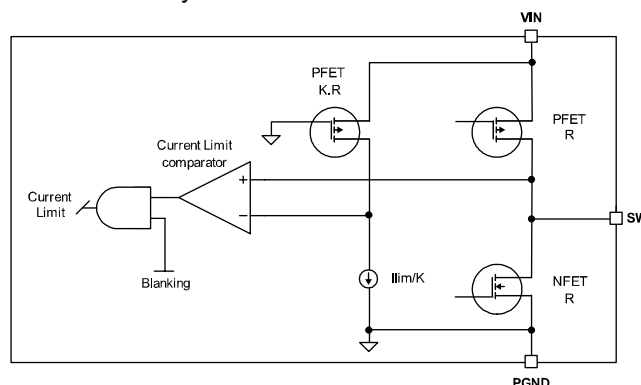 VIN
PFET
K.R
PFET
R
Current Limit
comparator
+
−
Current
Limit
Blanking
Ilim/K
SW
NFET
R
PGND